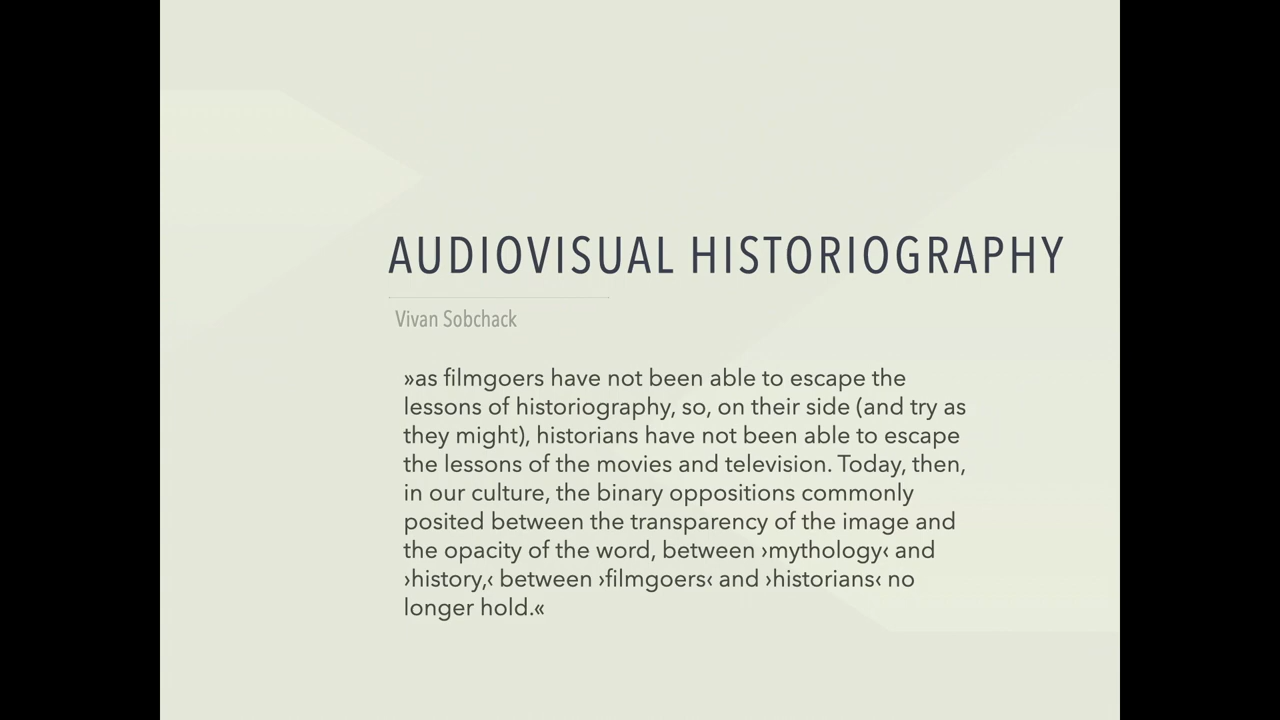 AUDIOVISUAL HISTORIOGRAPHY
Vivan Sobchack
»as filmgoers have not been able to escape the
lessons of historiography, so, on their side (and try as
they might), historians have not been able to escape
the lessons of the movies and television. Today, then,
in our culture, the binary oppositions commonly
posited between the transparency of the image and
the opacity of the word, between ›mythology‹ and
›history,‹ between ›filmgoers‹ and ›historians‹ no
longer hold.«